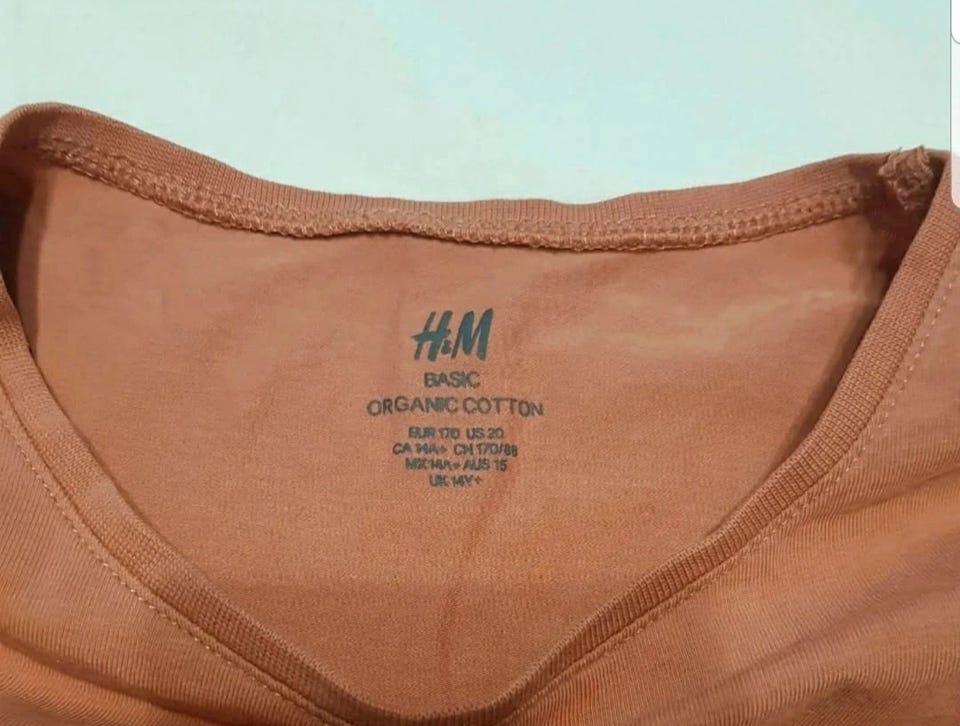 H&M
BASIC
ORGANIC COTTON
EUR 170 US 20
CA 14A+ CN 170/88
MX 14A+ AUS 15
UK 14Y+